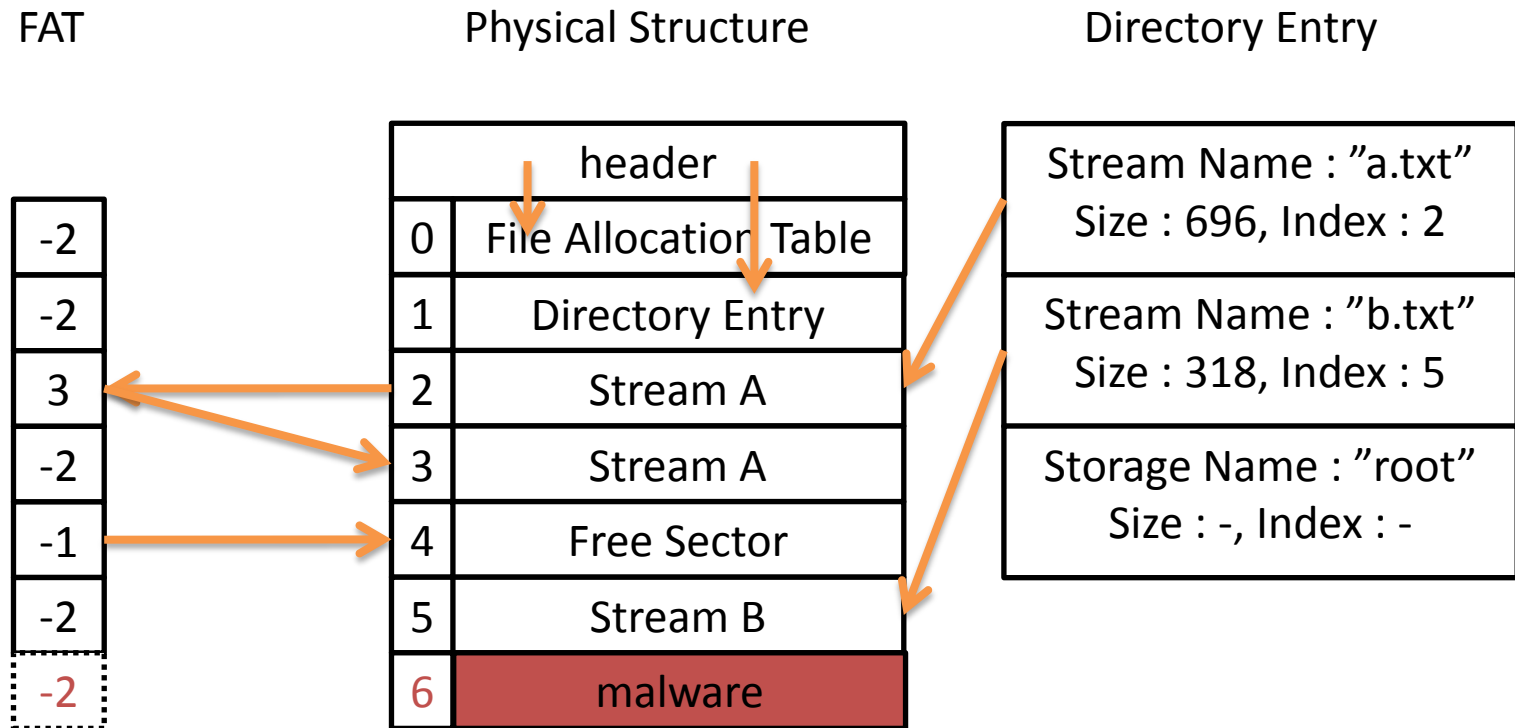 FAT
Physical Structure
Directory Entry
header
-2
0
File Allocation Table
-2
1
Directory Entry
3
2
Stream A
-2
3
Stream A
-1
4
Free Sector
-2
5
Stream B
-2
6
malware
Stream Name : ”a.txt”
Size : 696, Index : 2
Stream Name : ”b.txt”
Size : 318, Index : 5
Storage Name : ”root”
Size : -, Index : -